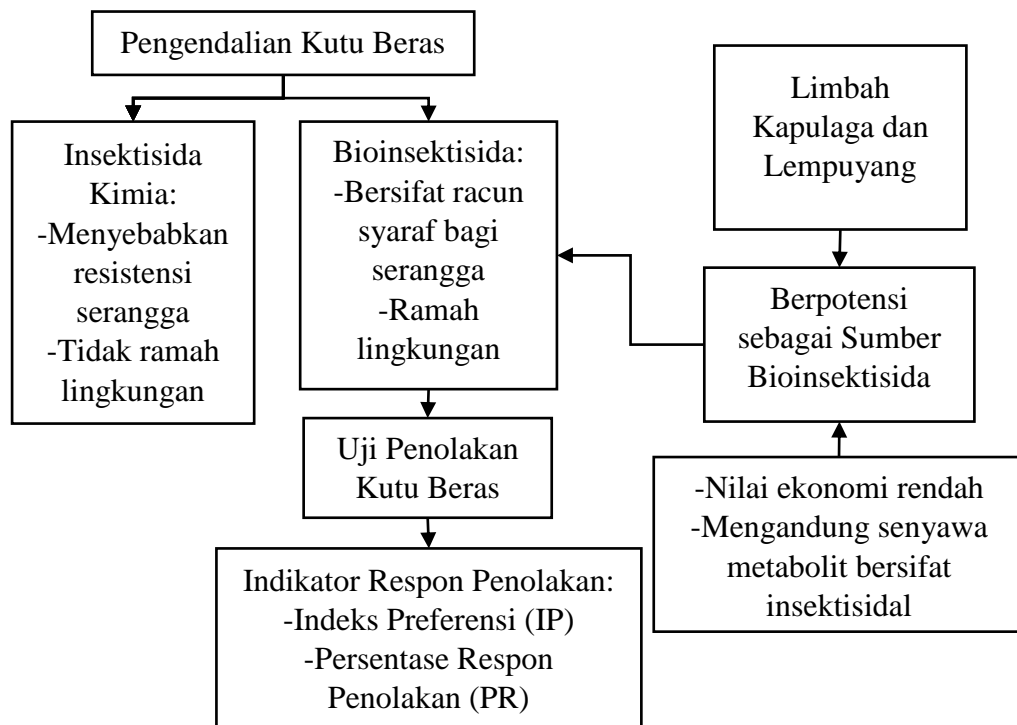 Pengendalian Kutu Beras
Insektisida
Kimia:
-Menyebabkan
resistensi
serangga
-Tidak ramah
lingkungan
Bioinsektisida:
-Bersifat racun
syaraf bagi
serangga
-Ramah
lingkungan
Limbah
Kapulaga dan
Lempuyang
Berpotensi
sebagai Sumber
Bioinsektisida
Uji Penolakan
Kutu Beras
-Nilai ekonomi rendah
-Mengandung senyawa
metabolit bersifat
insektisidal
Indikator Respon Penolakan:
-Indeks Preferensi (IP)
-Persentase Respon
Penolakan (PR)